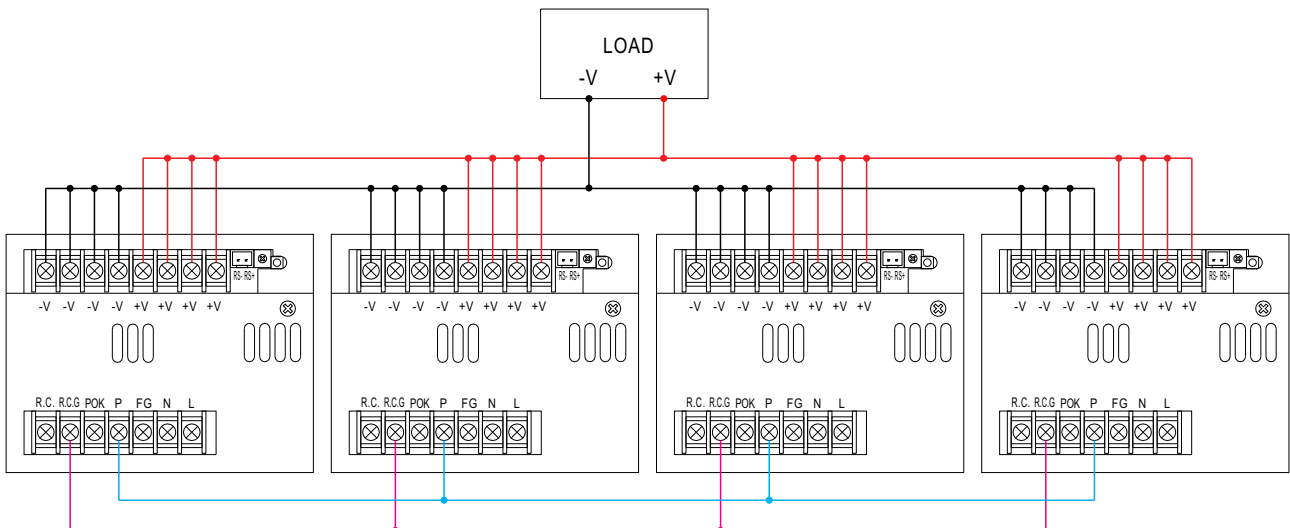 LOAD
-V +V
RS- RS+ RS- RS+ RS- RS+ RS- RS+
-V -V -V -V +V +V +V +V -V -V -V -V +V +V +V +V -V -V -V -V +V +V +V +V -V -V -V -V +V +V +V +V
R.C. R.C.G POK P FG N L R.C. R.C.G POK P FG N L R.C. R.C.G POK P FG N L R.C. R.C.G POK P FG N L